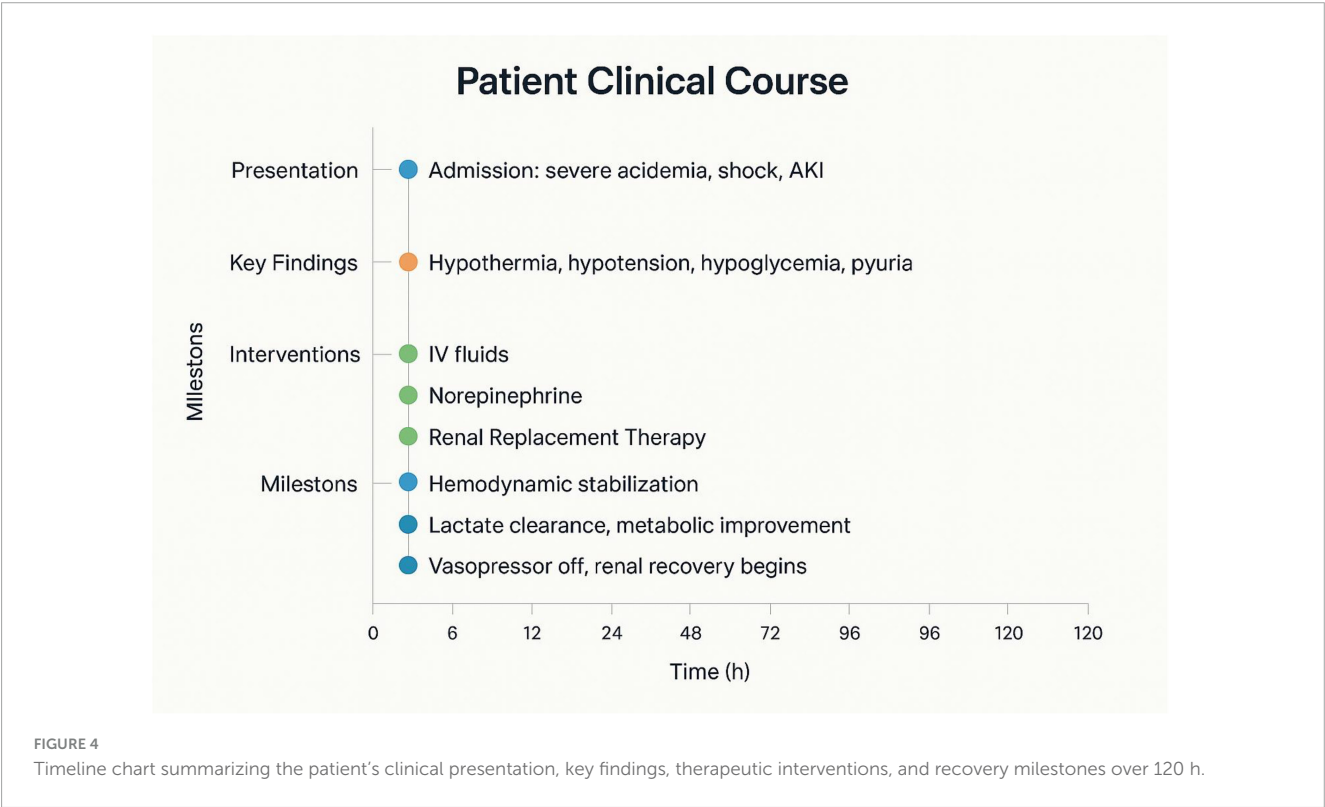 Patient Clinical Course
Presentation
Admission: severe acidemia, shock, AKI
Key Findings
Hypothermia, hypotension, hypoglycemia, pyuria
Interventions
IV fluids
Norepinephrine
Renal Replacement Therapy
Milestons
Hemodynamic stabilization
Lactate clearance, metabolic improvement
Vasopressor off, renal recovery begins
MIlestons
0 6 12 24 48 72 96 96 120 120
Time (h)
FIGURE 4
Timeline chart summarizing the patient’s clinical presentation, key findings, therapeutic interventions, and recovery milestones over 120 h.